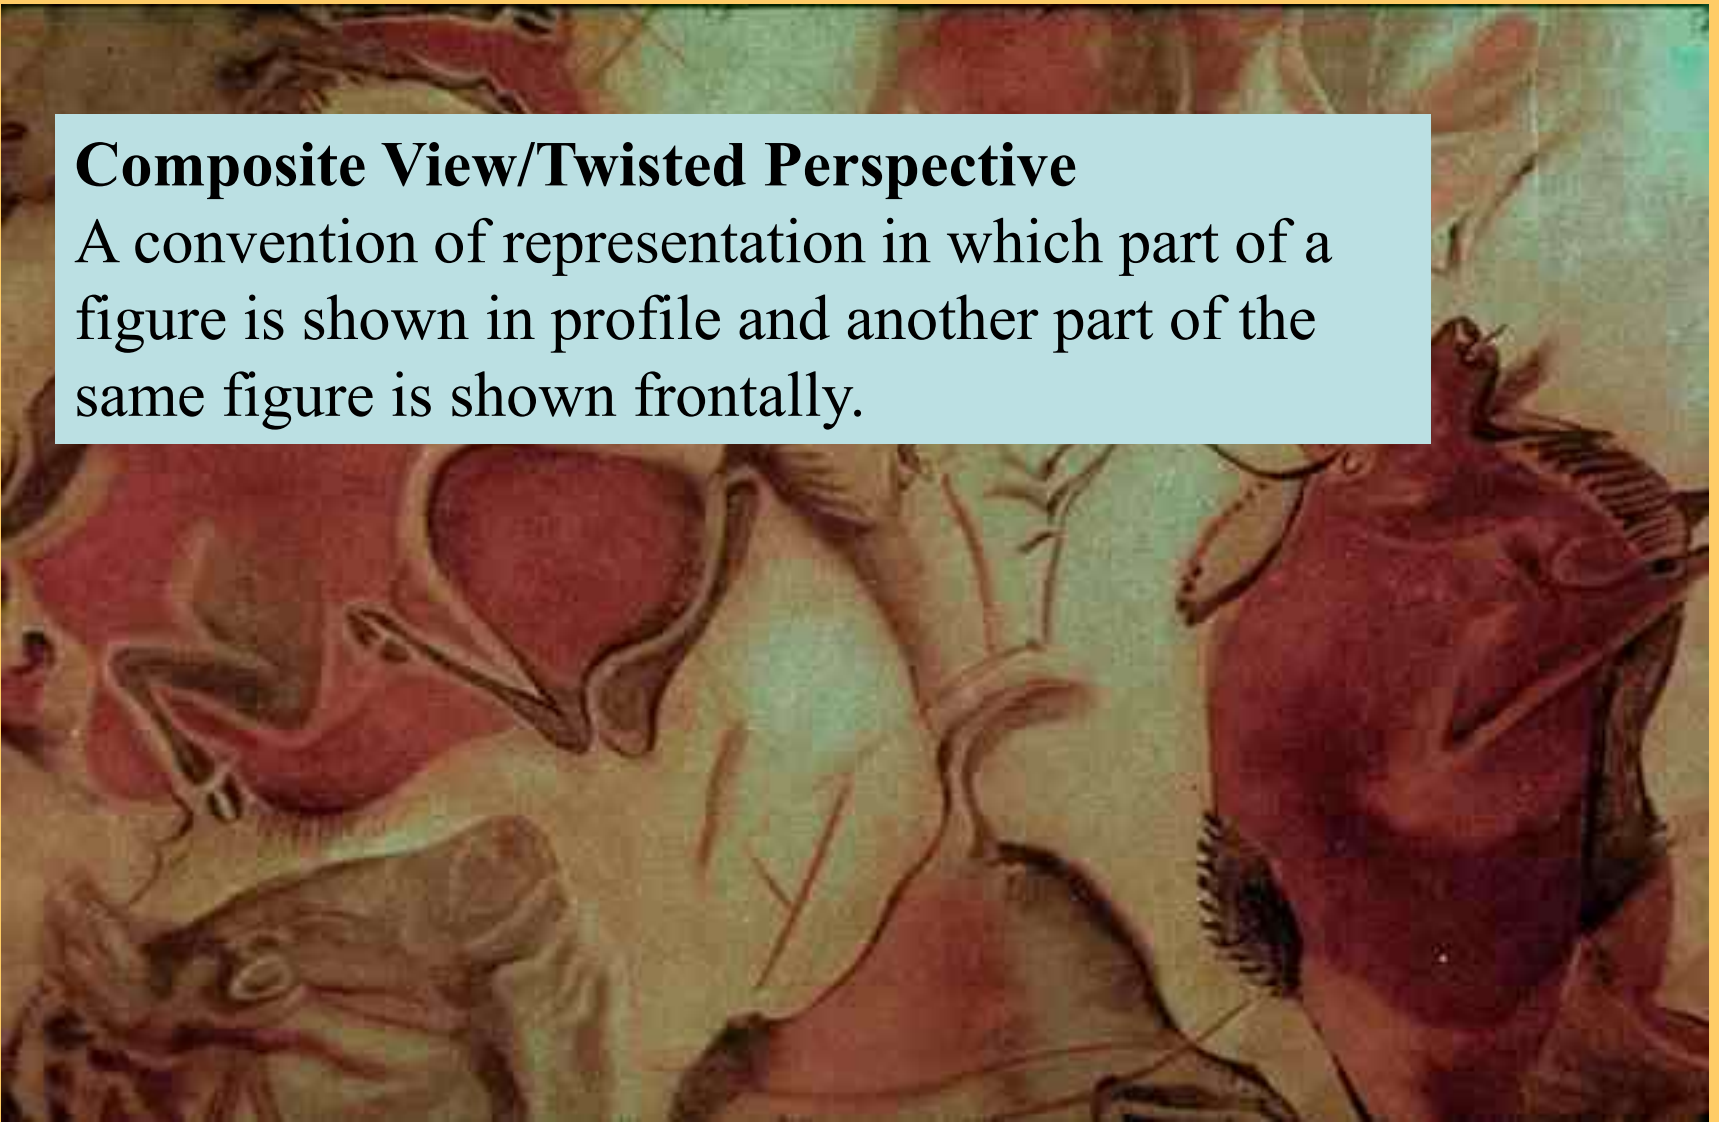 Composite View/Twisted Perspective
A convention of representation in which part of a
figure is shown in profile and another part of the
same figure is shown frontally.